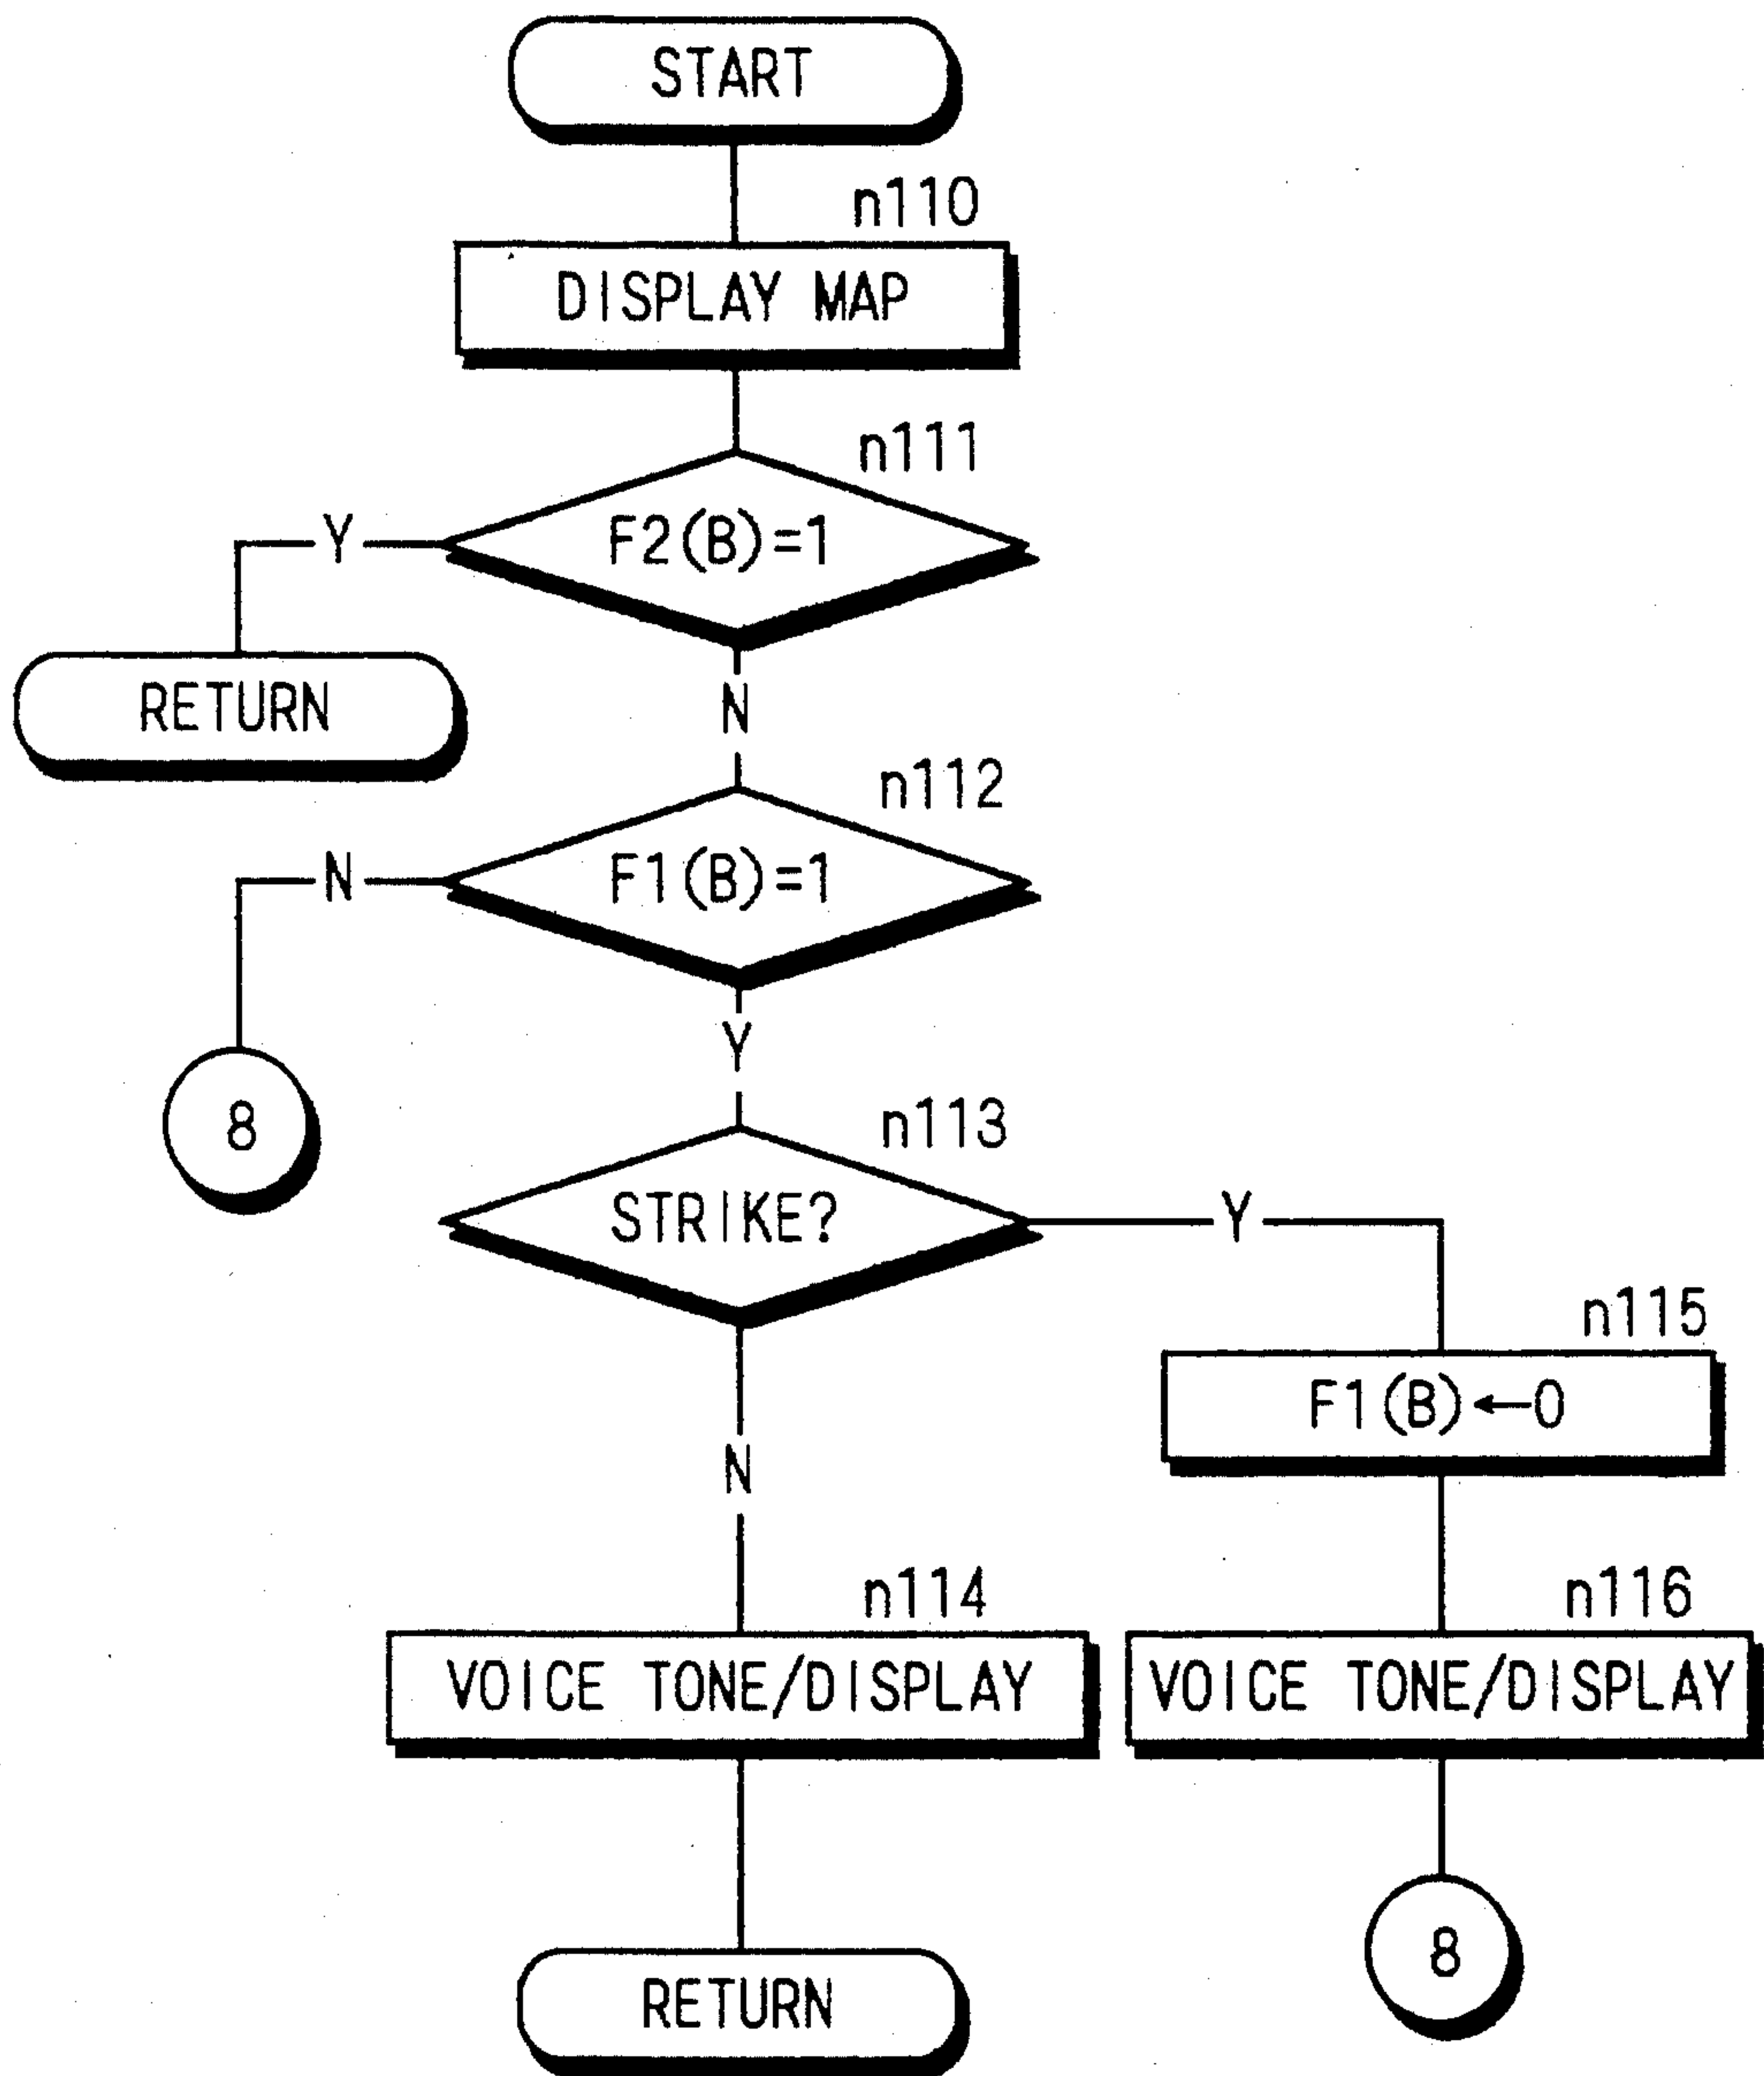 START
n110
DISPLAY MAP
n111
F2(B)=1
Y
RETURN
N
n112
F1(B)=1
N
8
Y
n113
STRIKE?
Y
n115
F1(B)←0
N
n114
n116
VOICE TONE/DISPLAY
VOICE TONE/DISPLAY
RETURN
8